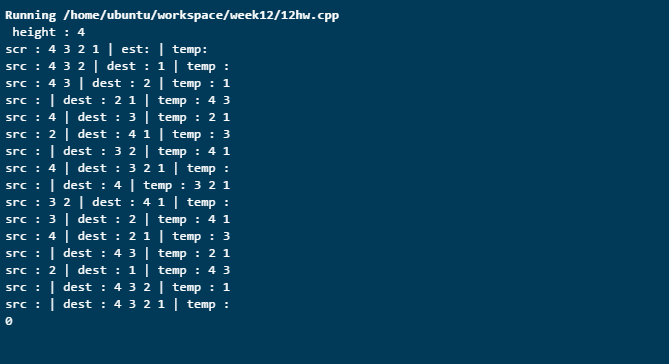 Running /home/ubuntu/workspace/week12/12hw.cpp
height : 4
scr : 4 3 2 1 | est: | temp:
src : 4 3 2 | dest : 1 | temp :
src : 4 3 | dest : 2 | temp : 1
src : | dest : 2 1 | temp : 4 3
src : 4 | dest : 3 | temp : 2 1
src : 2 | dest : 4 1 | temp : 3
src : | dest : 3 2 | temp : 4 1
src : 4 | dest : 3 2 1 | temp :
src : | dest : 4 | temp : 3 2 1
src : 3 2 | dest : 4 1 | temp :
src : 3 | dest : 2 | temp : 4 1
src : 4 | dest : 2 1 | temp : 3
src : | dest : 4 3 | temp : 2 1
src : 2 | dest : 1 | temp : 4 3
src : | dest : 4 3 2 | temp : 1
src : | dest : 4 3 2 1 | temp :
0